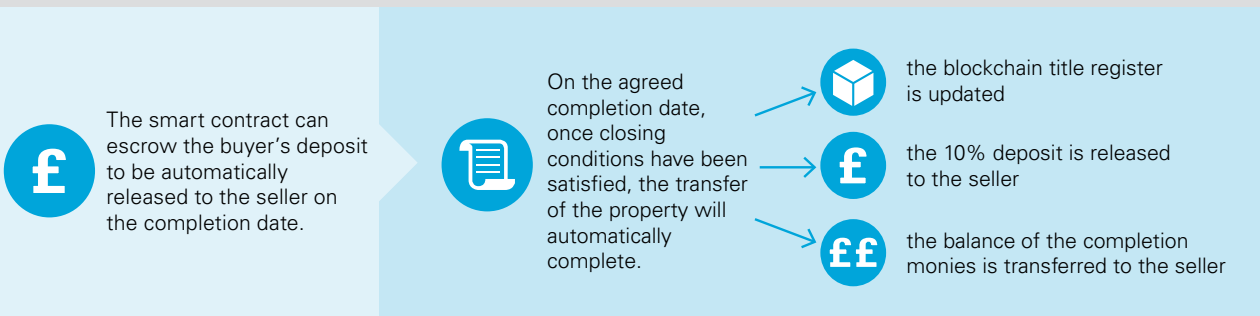 £
The smart contract can
escrow the buyer’s deposit
to be automatically
released to the seller on
the completion date.
On the agreed
completion date,
once closing
conditions have been
satisfied, the transfer
of the property will
automatically
complete.
the blockchain title register
is updated
£
the 10% deposit is released
to the seller
££
the balance of the completion
monies is transferred to the seller